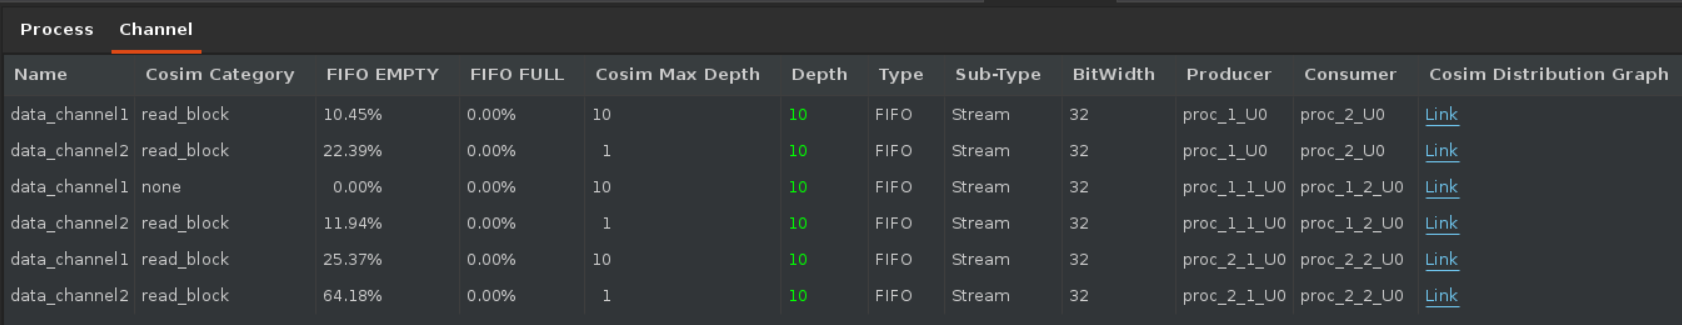 Process Channel
Name Cosim Category FIFO EMPTY FIFO FULL Cosim Max Depth Depth Type Sub-Type BitWidth Producer Consumer Cosim Distribution Graph
data_channel1 read_block 10.45% 0.00% 10 10 FIFO Stream 32 proc_1_U0 proc_2_U0 Link
data_channel2 read_block 22.39% 0.00% 1 10 FIFO Stream 32 proc_1_U0 proc_2_U0 Link
data_channel1 none 0.00% 0.00% 10 10 FIFO Stream 32 proc_1_1_U0 proc_1_2_U0 Link
data_channel2 read_block 11.94% 0.00% 1 10 FIFO Stream 32 proc_1_1_U0 proc_1_2_U0 Link
data_channel1 read_block 25.37% 0.00% 10 10 FIFO Stream 32 proc_2_1_U0 proc_2_2_U0 Link
data_channel2 read_block 64.18% 0.00% 1 10 FIFO Stream 32 proc_2_1_U0 proc_2_2_U0 Link